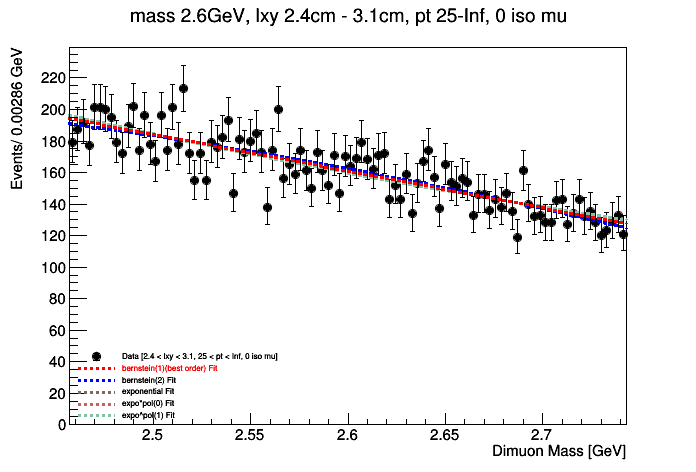 mass 2.6GeV, lxy 2.4cm - 3.1cm, pt 25-Inf, 0 iso mu
Events/ 0.00286 GeV
220
200
180
160
140
120
100
80
60
40
20
0
Data [2.4 < lxy < 3.1, 25 < pt < Inf, 0 iso mu]
bernstein(1)(best order) Fit
bernstein(2) Fit
exponential Fit
expo*pol(0) Fit
expo*pol(1) Fit
2.5 2.55 2.6 2.65 2.7
Dimuon Mass [GeV]